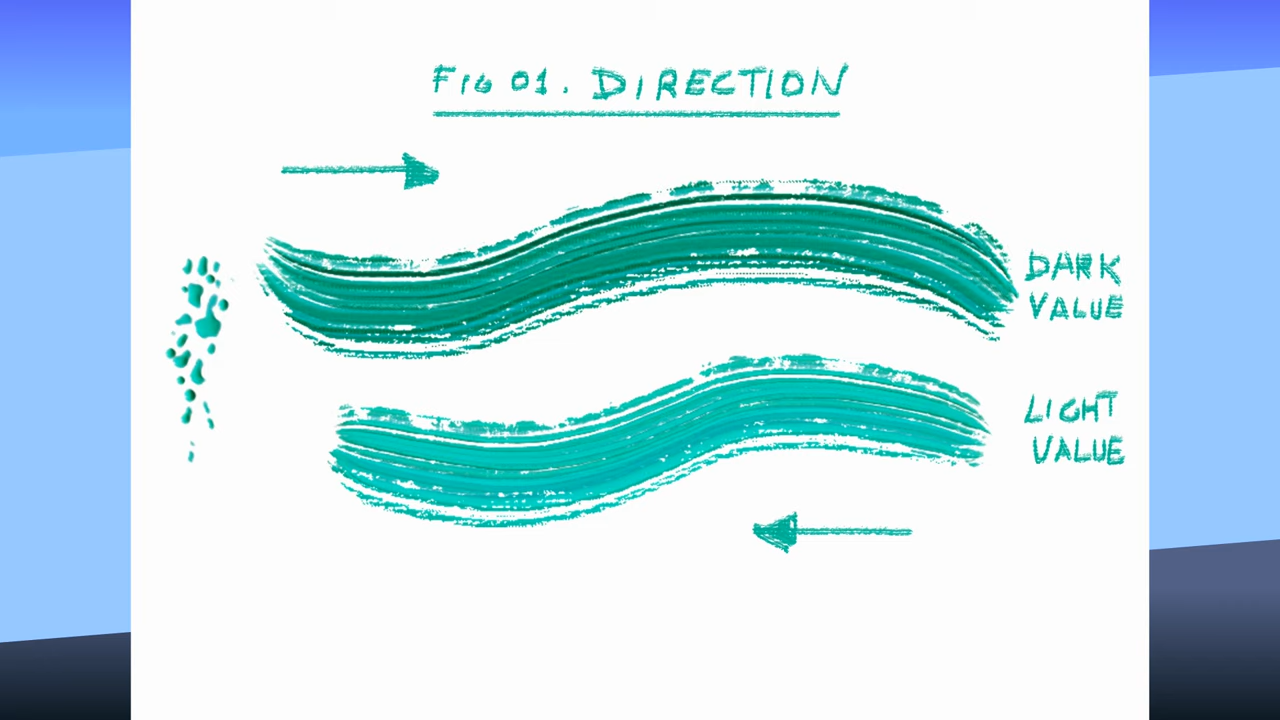 FIG 01. DIRECTION
DARK
VALUE
LIGHT
VALUE